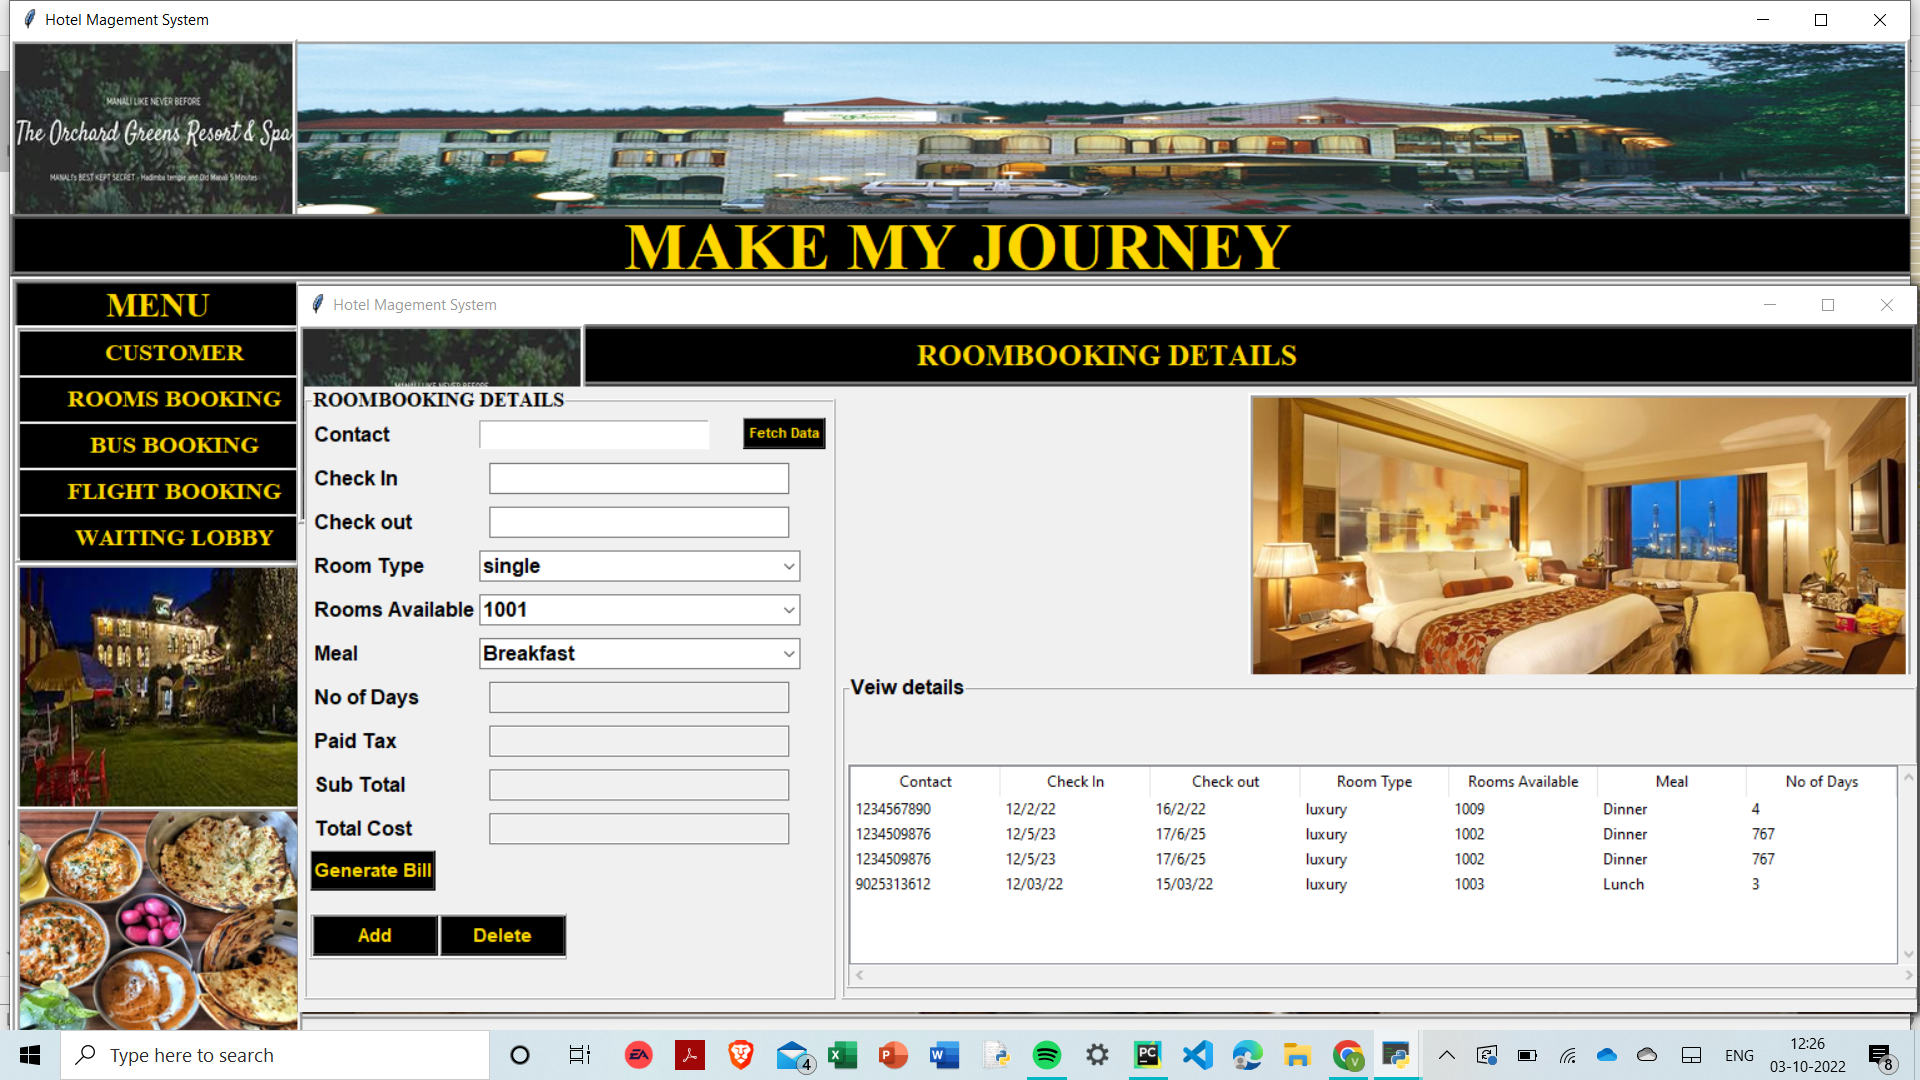 Hotel Magement System
MANALI LIKE NEVER BEFORE
The Orchard Greens Resort & Spa
MANALI's BEST KEPT SECRET - Hadimba temple and Old Manali 5 Minutes
MAKE MY JOURNEY
MENU
CUSTOMER
ROOMS BOOKING
BUS BOOKING
FLIGHT BOOKING
WAITING LOBBY
Hotel Magement System
MANALI LIKE NEVER BEFORE
ROOMBOOKING DETAILS
ROOMBOOKING DETAILS
Contact
Fetch Data
Check In
Check out
Room Type single
Rooms Available 1001
Meal Breakfast
No of Days
Paid Tax
Sub Total
Total Cost
Generate Bill
Add Delete
Veiw details
Contact Check In Check out Room Type Rooms Available Meal No of Days
1234567890 12/2/22 16/2/22 luxury 1009 Dinner 4
1234509876 12/5/23 17/6/25 luxury 1002 Dinner 767
1234509876 12/5/23 17/6/25 luxury 1002 Dinner 767
9025313612 12/03/22 15/03/22 luxury 1003 Lunch 3
Type here to search
EA
4
PC
V
ENG
12:26
03-10-2022
8